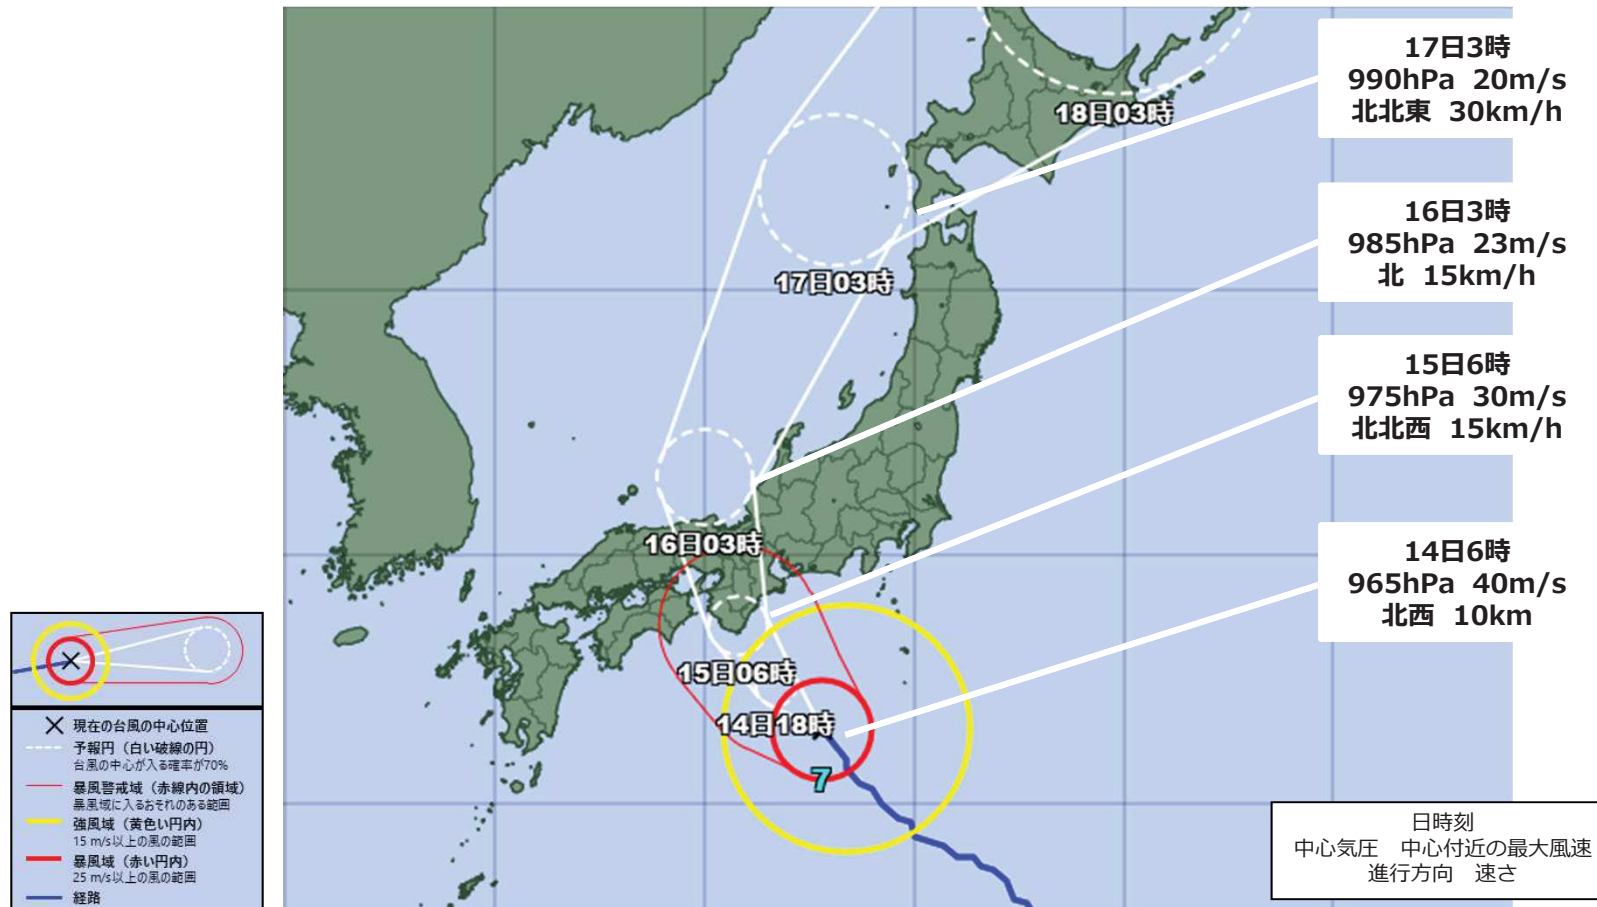 17日3時
990hPa 20m/s
北北東 30km/h
18日03時
16日3時
985hPa 23m/s
北 15km/h
17日03時
15日6時
975hPa 30m/s
北北西 15km/h
16日03時
14日6時
965hPa 40m/s
北西 10km
15日06時
14日18時
7
現在の台風の中心位置
予報円（白い破線の円）
台風の中心が入る確率が70%
暴風警戒域（赤線内の領域）
暴風域に入るおそれのある範囲
強風域（黄色い円内）
15 m/s以上の風の範囲
暴風域（赤い円内）
25 m/s以上の風の範囲
経路
日時刻
中心気圧 中心付近の最大風速
進行方向 速さ